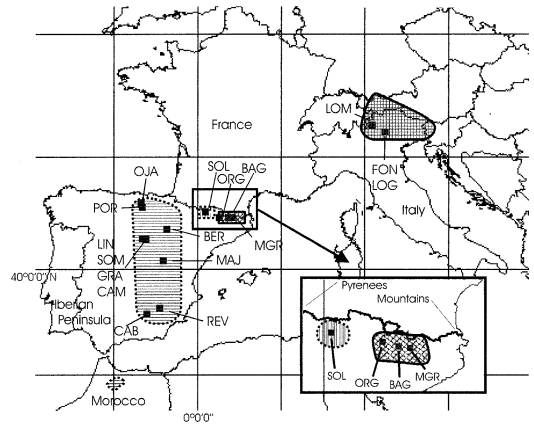 LOM
France
FON
LOG
SOL
ORG
BAG
OJA
POR
BER
MGR
Italy
LIN
SOM
GRA
CAM
MAJ
40°0'0"N
Pyrenees
Mountains
Iberian
Peninsula
CAB
REV
SOL
ORG
BAG
MGR
Morocco
0°0'0"